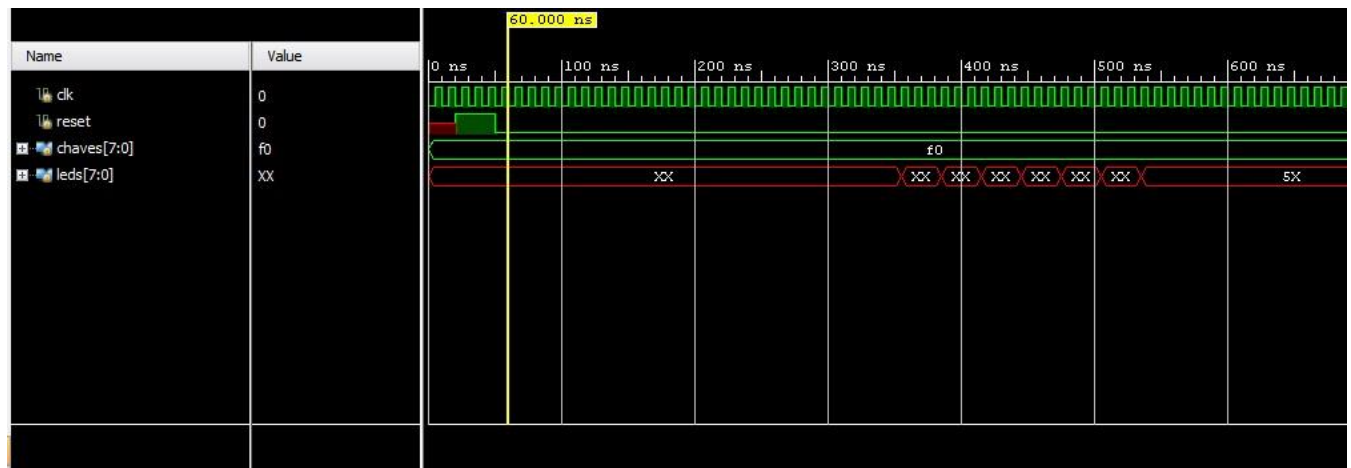 60.000 ns
Name Value
0 ns 100 ns 200 ns 300 ns 400 ns 500 ns 600 ns
clk 0
reset 0
chaves[7:0] f0 f0
leds[7:0] XX XX XX XX XX XX XX XX 5X